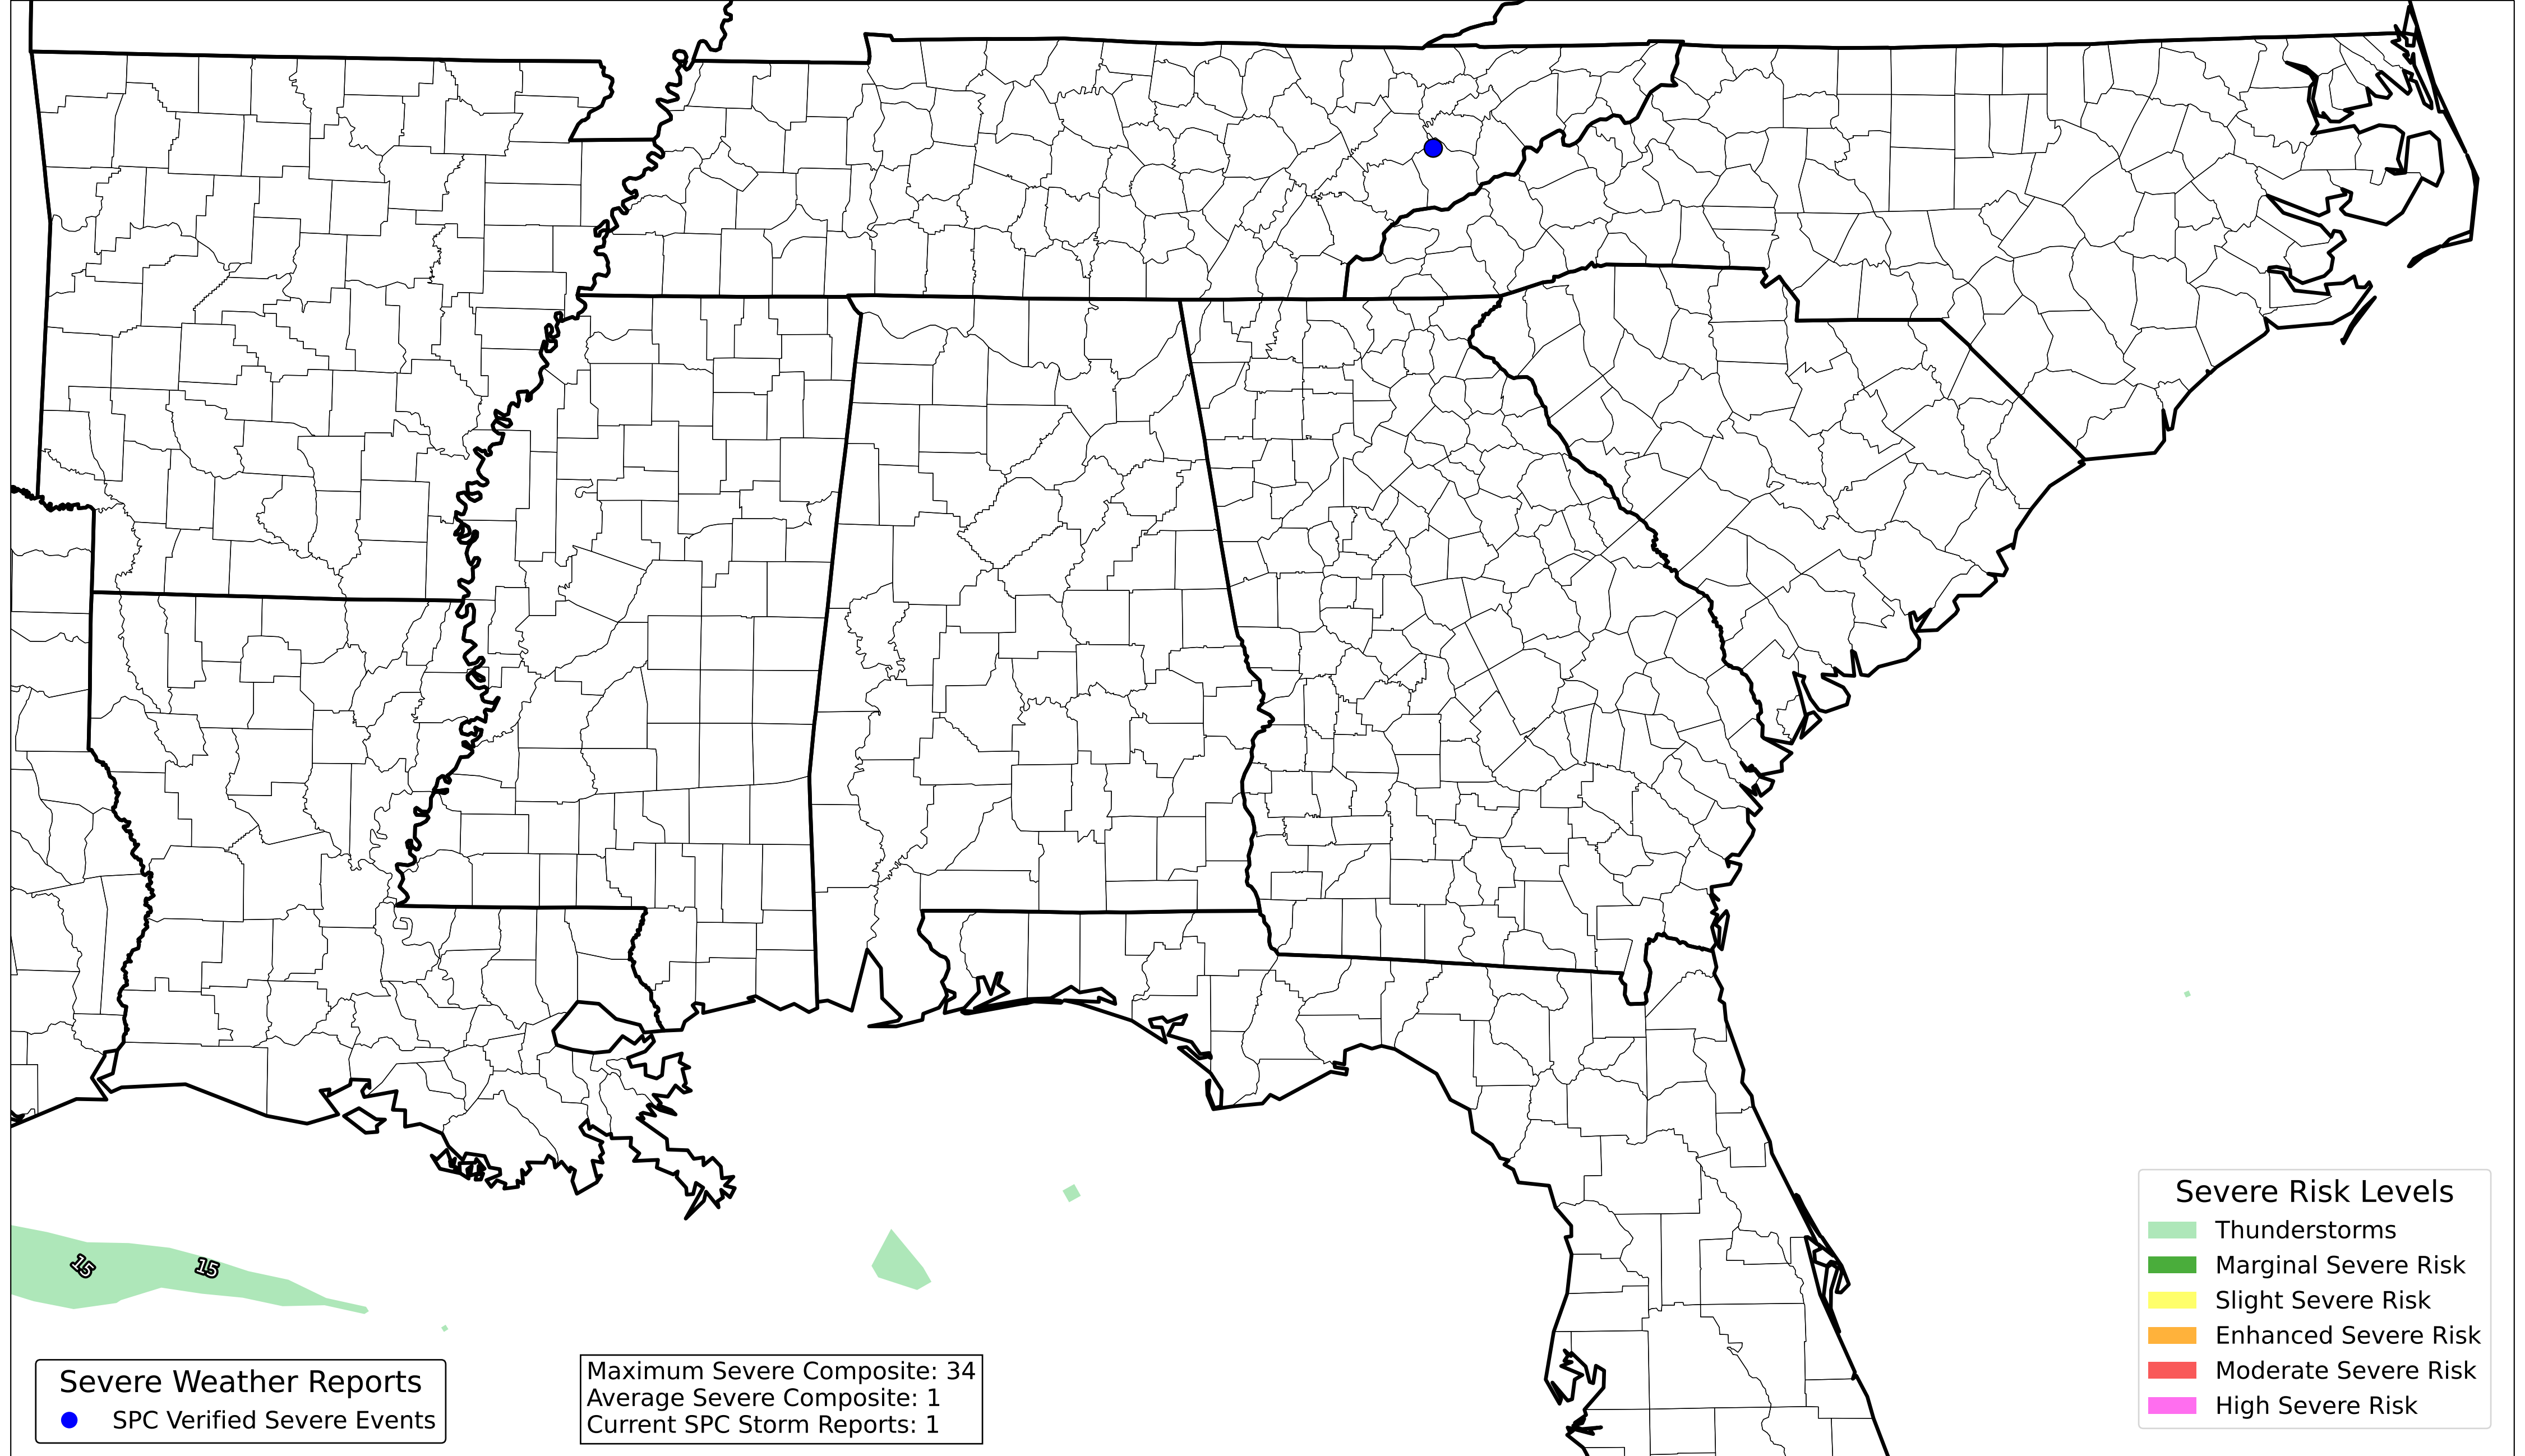 15
15
Severe Weather Reports
SPC Verified Severe Events
Maximum Severe Composite: 34
Average Severe Composite: 1
Current SPC Storm Reports: 1
Severe Risk Levels
Thunderstorms
Marginal Severe Risk
Slight Severe Risk
Enhanced Severe Risk
Moderate Severe Risk
High Severe Risk